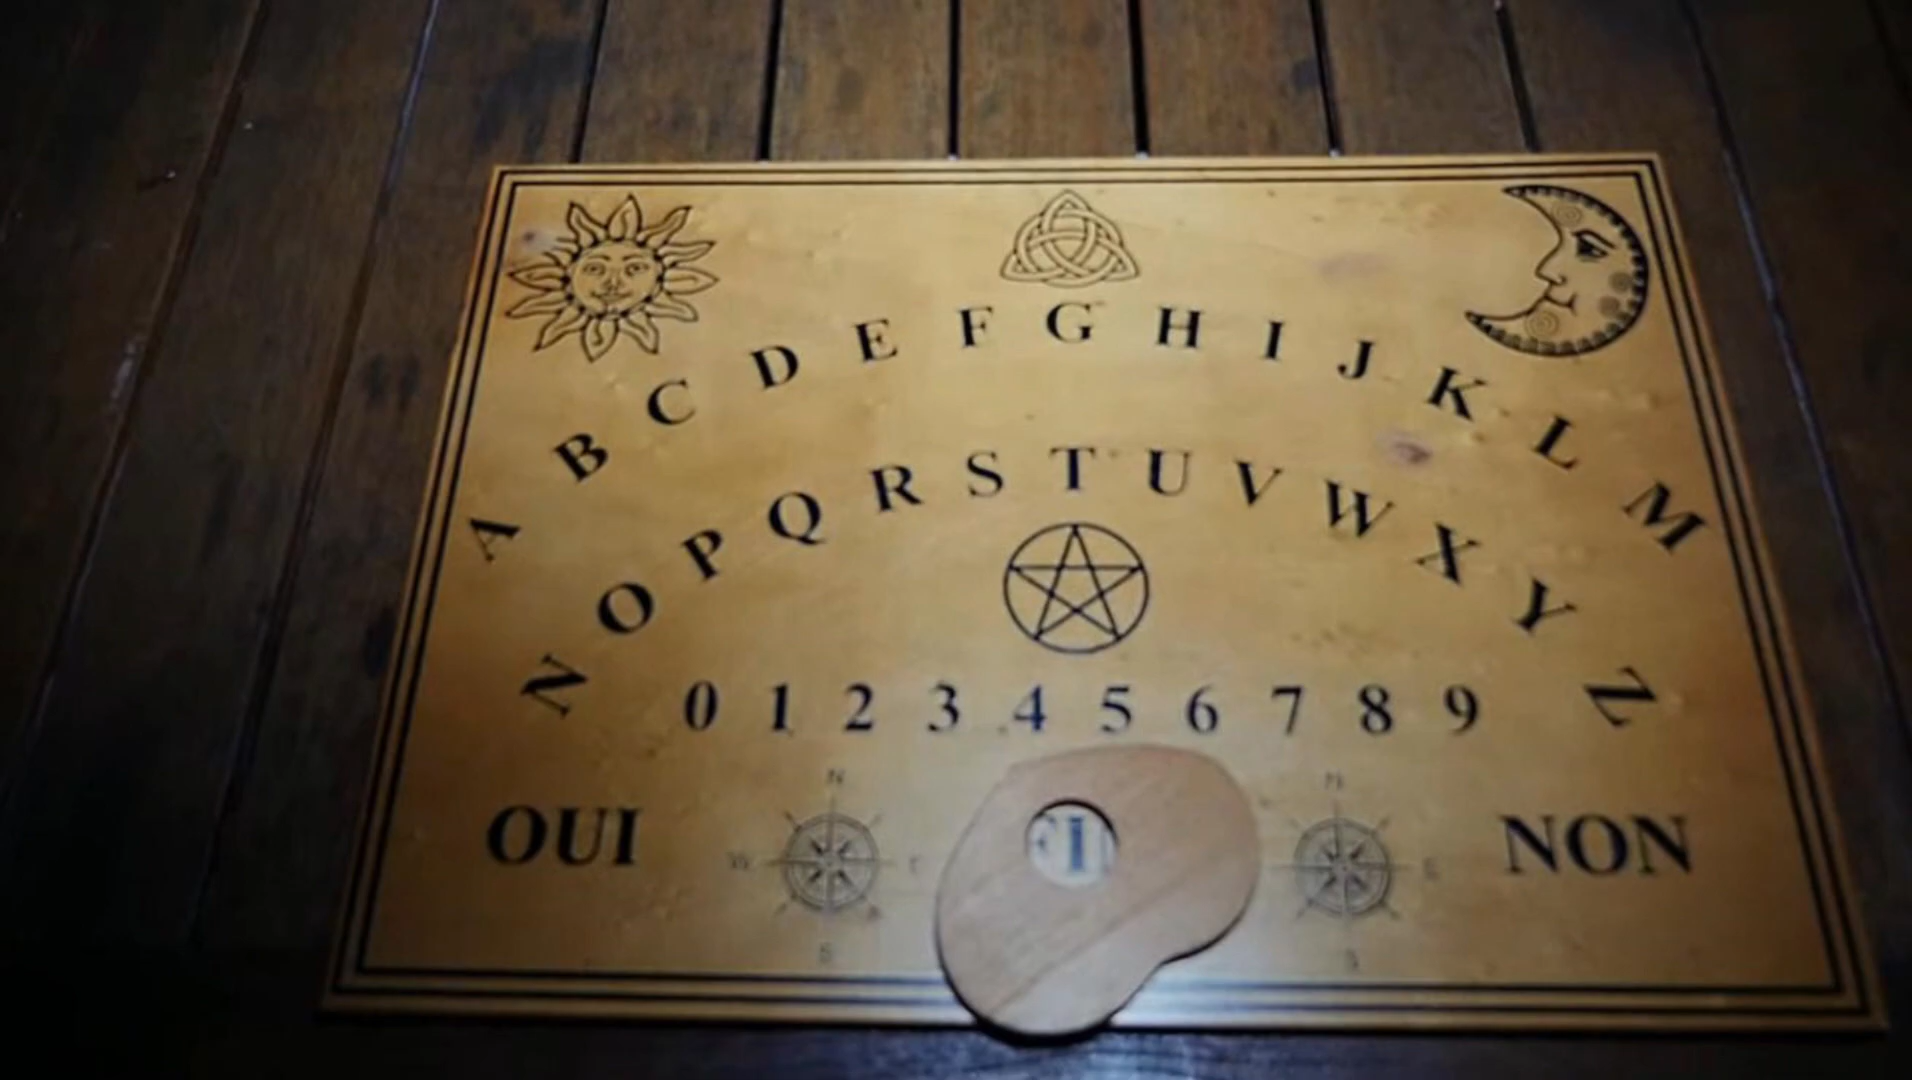 A B C D E F G H I J K L M
N O P Q R S T U V W X Y Z
0 1 2 3 4 5 6 7 8 9
N N
OUI W E E NON
S S